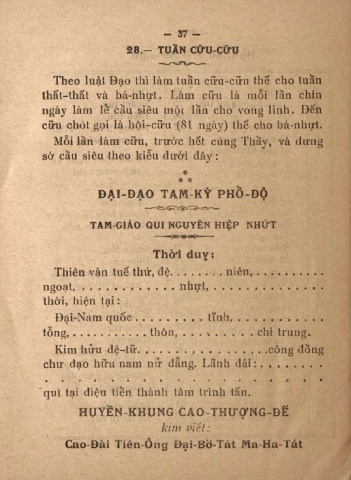 — 37 —
28.— TUẦN CỬU-CỬU
Theo luật Đạo thì làm tuần cửu-cửu thế cho tuần
thất-thất và bá-nhựt. Làm cửu là mỗi lần chín
ngày làm lễ cầu siêu một lần cho vong linh. Đến
cửu chót gọi là hội-cửu (81 ngày) thế cho bá-nhựt.
Mỗi lần làm cửu, trước hết cúng Thầy, và dưng
sớ cầu siêu theo kiểu dưới đây:
ĐẠI-ĐẠO TAM-KỲ PHỔ-ĐỘ
TAM-GIÁO QUI NGUYÊN HIỆP NHỨT
Thời duy:
Thiên vận tuế thứ, đệ........niên,..........
ngoạt,..............nhựt,..................
thời, hiện tại:
Đại-Nam quốc...........tĩnh,.............
tổng,............thôn,...........chi trung.
Kim hữu đệ-tử.................cộng đồng
chư đạo hữu nam nử đẳng. Lãnh đái:.......
. . . . . . . . . . . . . . . . . . . . . .
quì tại điện tiền thành tâm trình tấn.
HUYỀN-KHUNG CAO-THƯỢNG-ĐẾ
kim viết:
Cao-Đài Tiên-Ông Đại-Bồ-Tát Ma-Ha-Tát